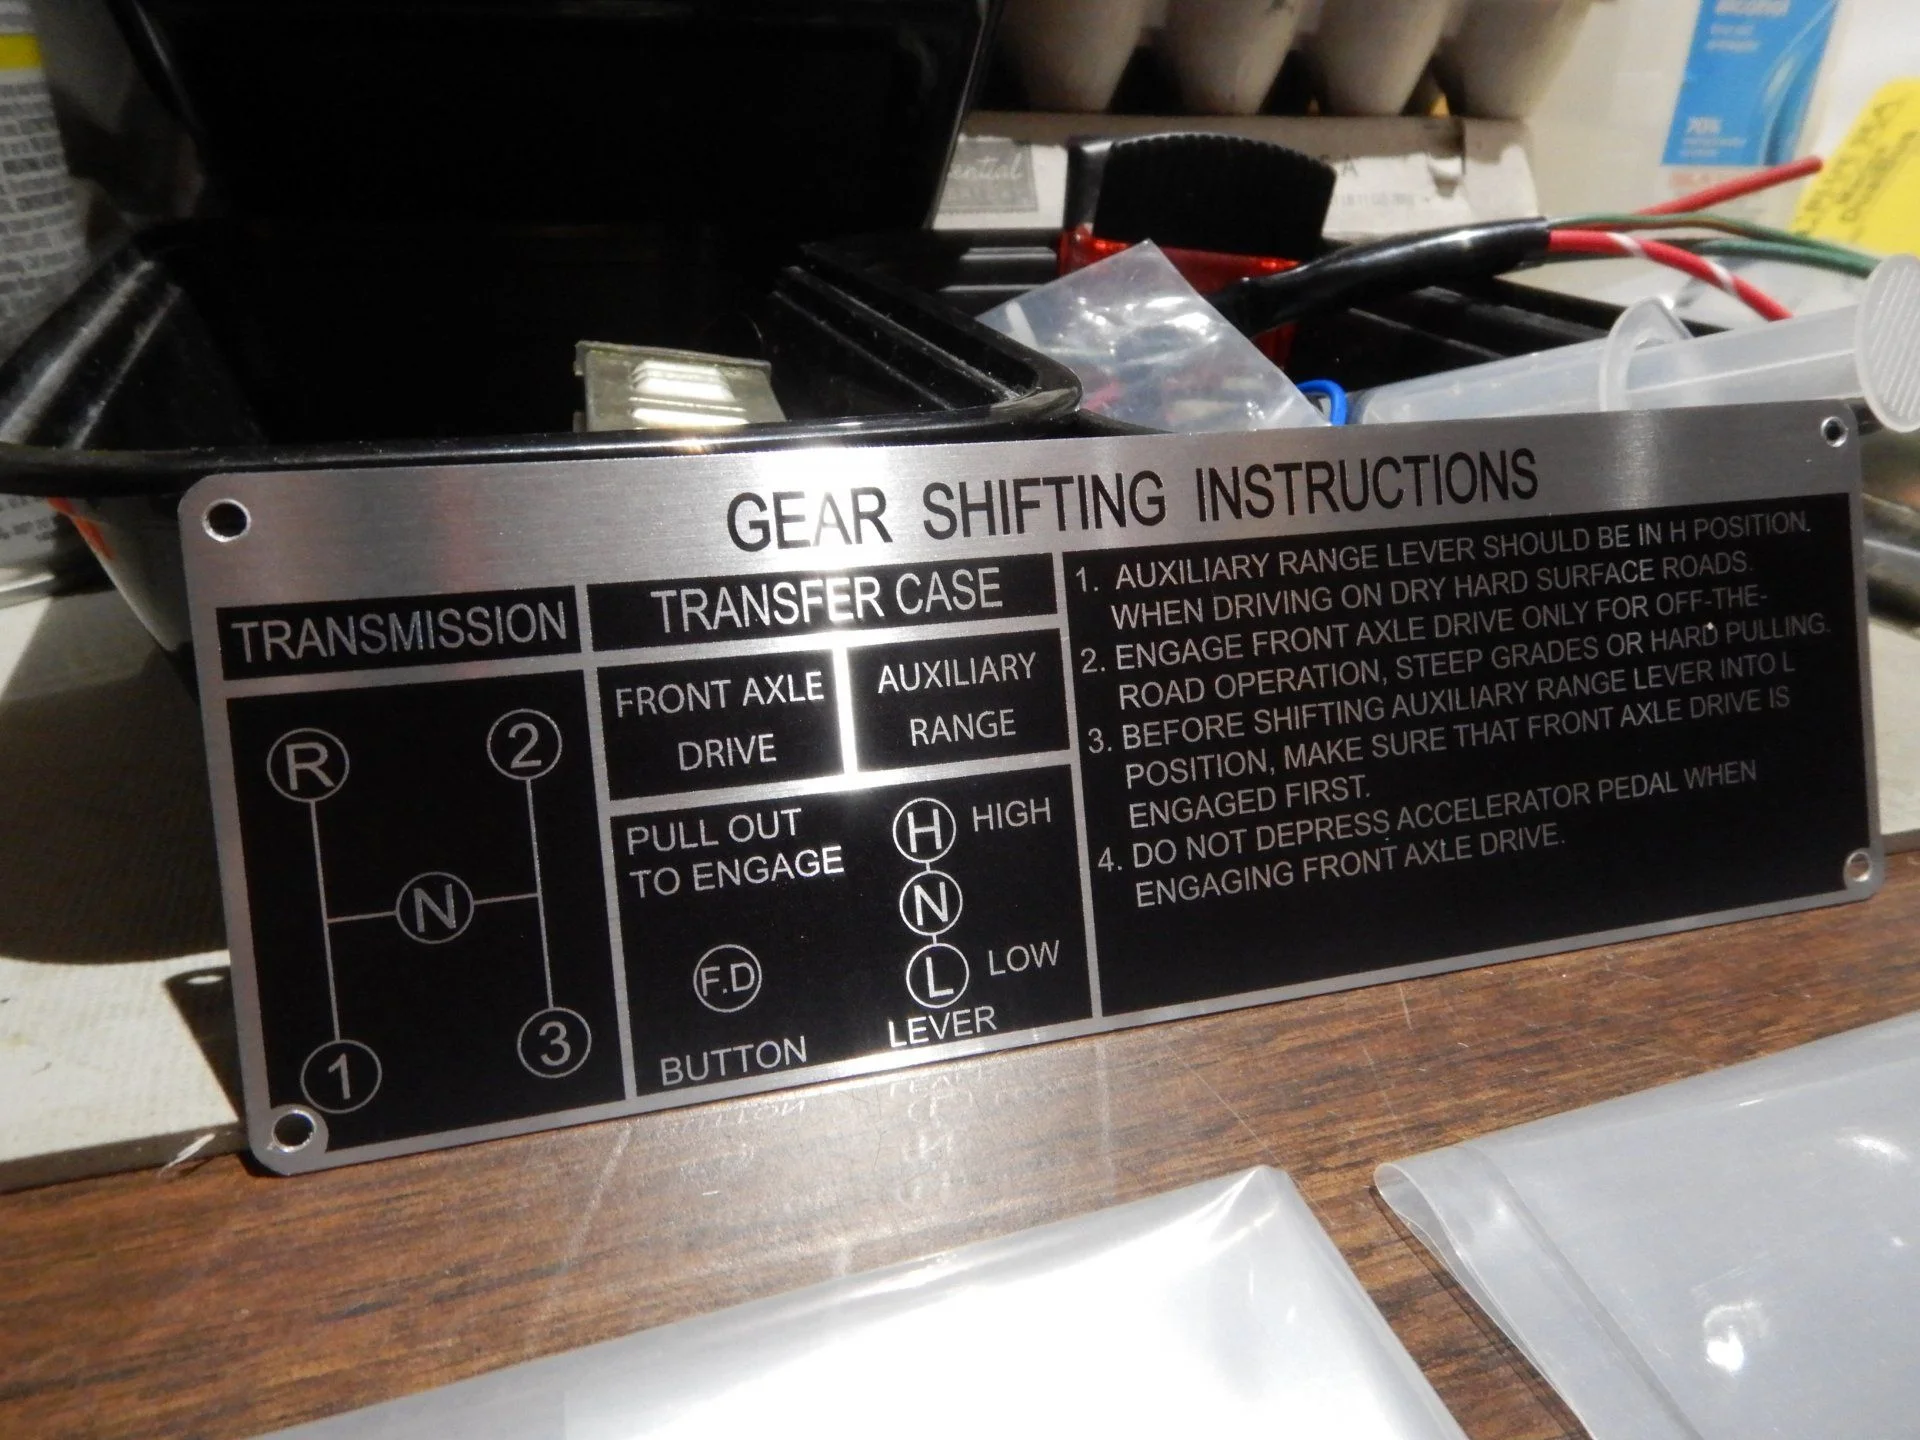 GEAR SHIFTING INSTRUCTIONS
TRANSMISSION
R
2
N
1
3
TRANSFER CASE
FRONT AXLE
DRIVE
AUXILIARY
RANGE
PULL OUT
TO ENGAGE
F.D
BUTTON
H HIGH
N
L LOW
LEVER
1. AUXILIARY RANGE LEVER SHOULD BE IN H POSITION.
WHEN DRIVING ON DRY HARD SURFACE ROADS.
2. ENGAGE FRONT AXLE DRIVE ONLY FOR OFF-THE-
ROAD OPERATION, STEEP GRADES OR HARD PULLING.
3. BEFORE SHIFTING AUXILIARY RANGE LEVER INTO L
POSITION, MAKE SURE THAT FRONT AXLE DRIVE IS
ENGAGED FIRST.
4. DO NOT DEPRESS ACCELERATOR PEDAL WHEN
ENGAGING FRONT AXLE DRIVE.
70%